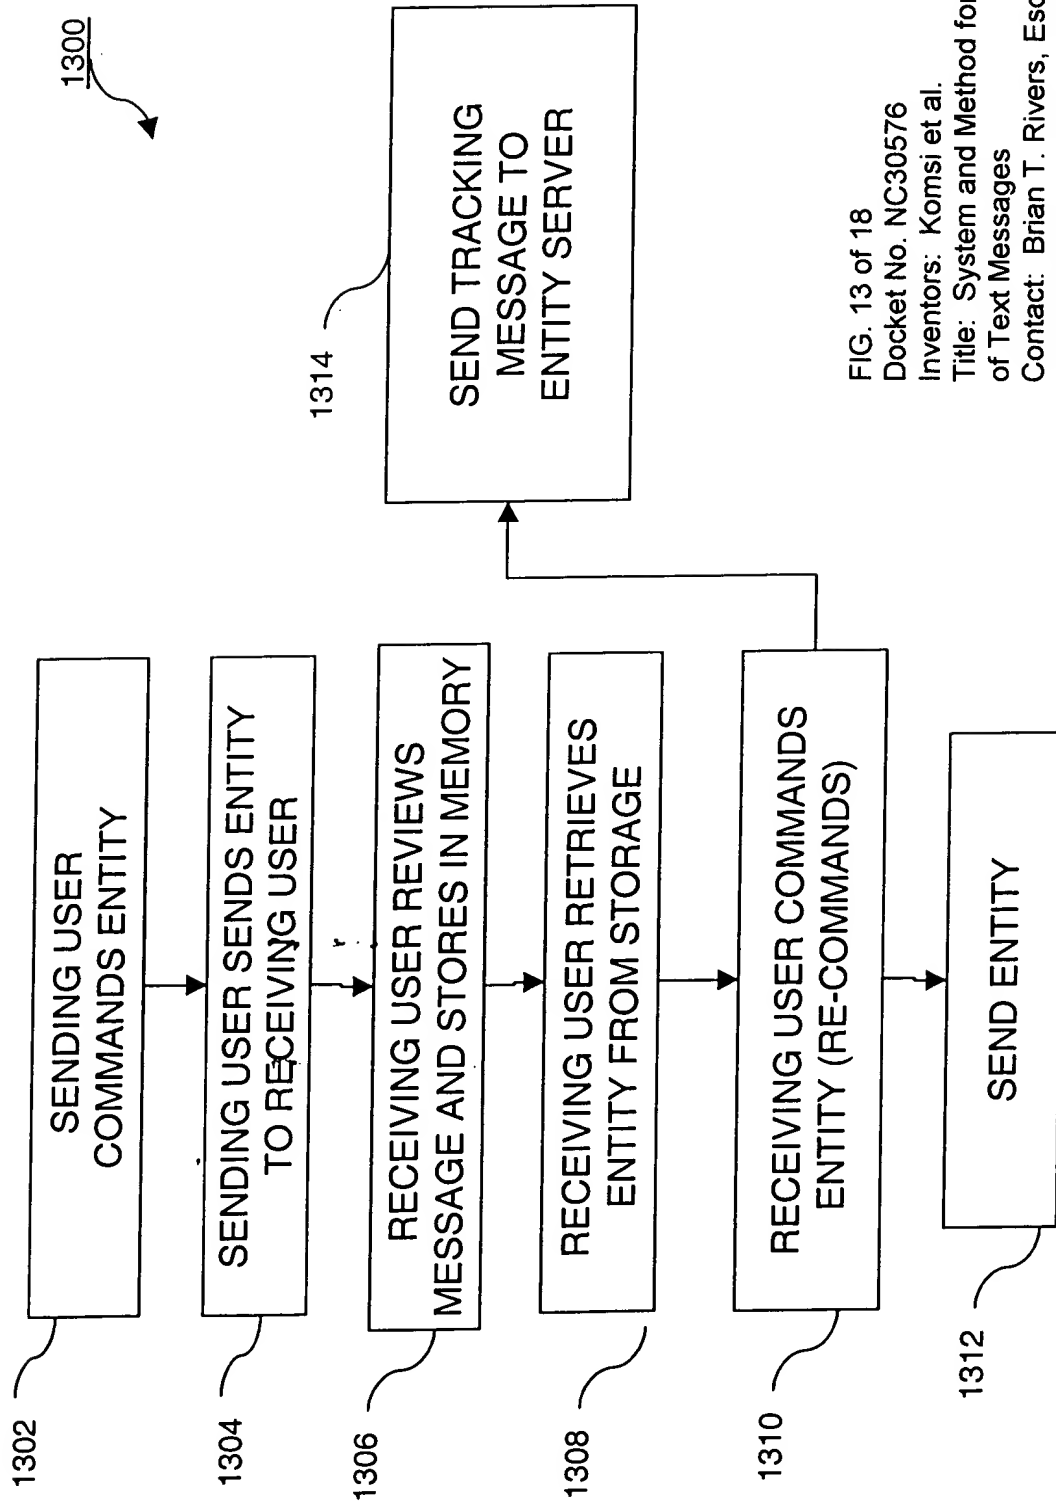 1300
1302
SENDING USER
COMMANDS ENTITY
1304
SENDING USER SENDS ENTITY
TO RECEIVING USER
1306
RECEIVING USER REVIEWS
MESSAGE AND STORES IN MEMORY
1308
RECEIVING USER RETRIEVES
ENTITY FROM STORAGE
1310
RECEIVING USER COMMANDS
ENTITY (RE-COMMANDS)
1312
SEND ENTITY
1314
SEND TRACKING
MESSAGE TO
ENTITY SERVER
FIG. 13 of 18
Docket No. NC30576
Inventors: Komsi et al.
Title: System and Method for
of Text Messages
Contact: Brian T. Rivers, Esq